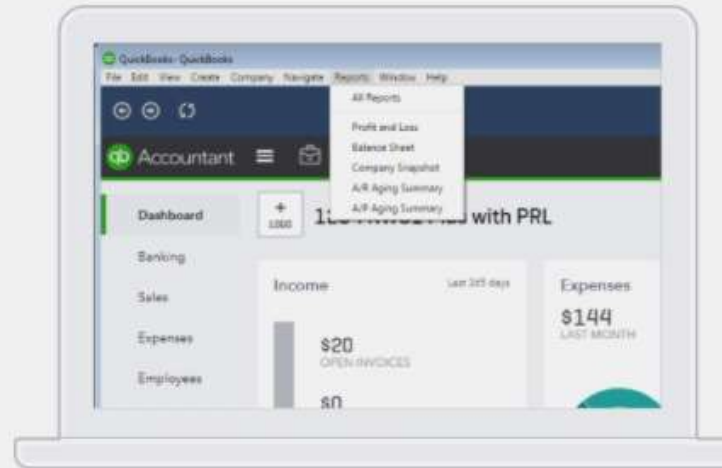 QuickBooks- QuickBooks
File Edit View Create Company Navigate Reports Window Help
All Reports
Profit and Loss
Balance Sheet
Company Snapshot
A/R Aging Summary
A/P Aging Summary
qb Accountant
Dashboard
Banking
Sales
Expenses
Employees
+
LOGO
with PRL
Income
Last 365 days
$20
OPEN INVOICES
$0
Expenses
$144
LAST MONTH